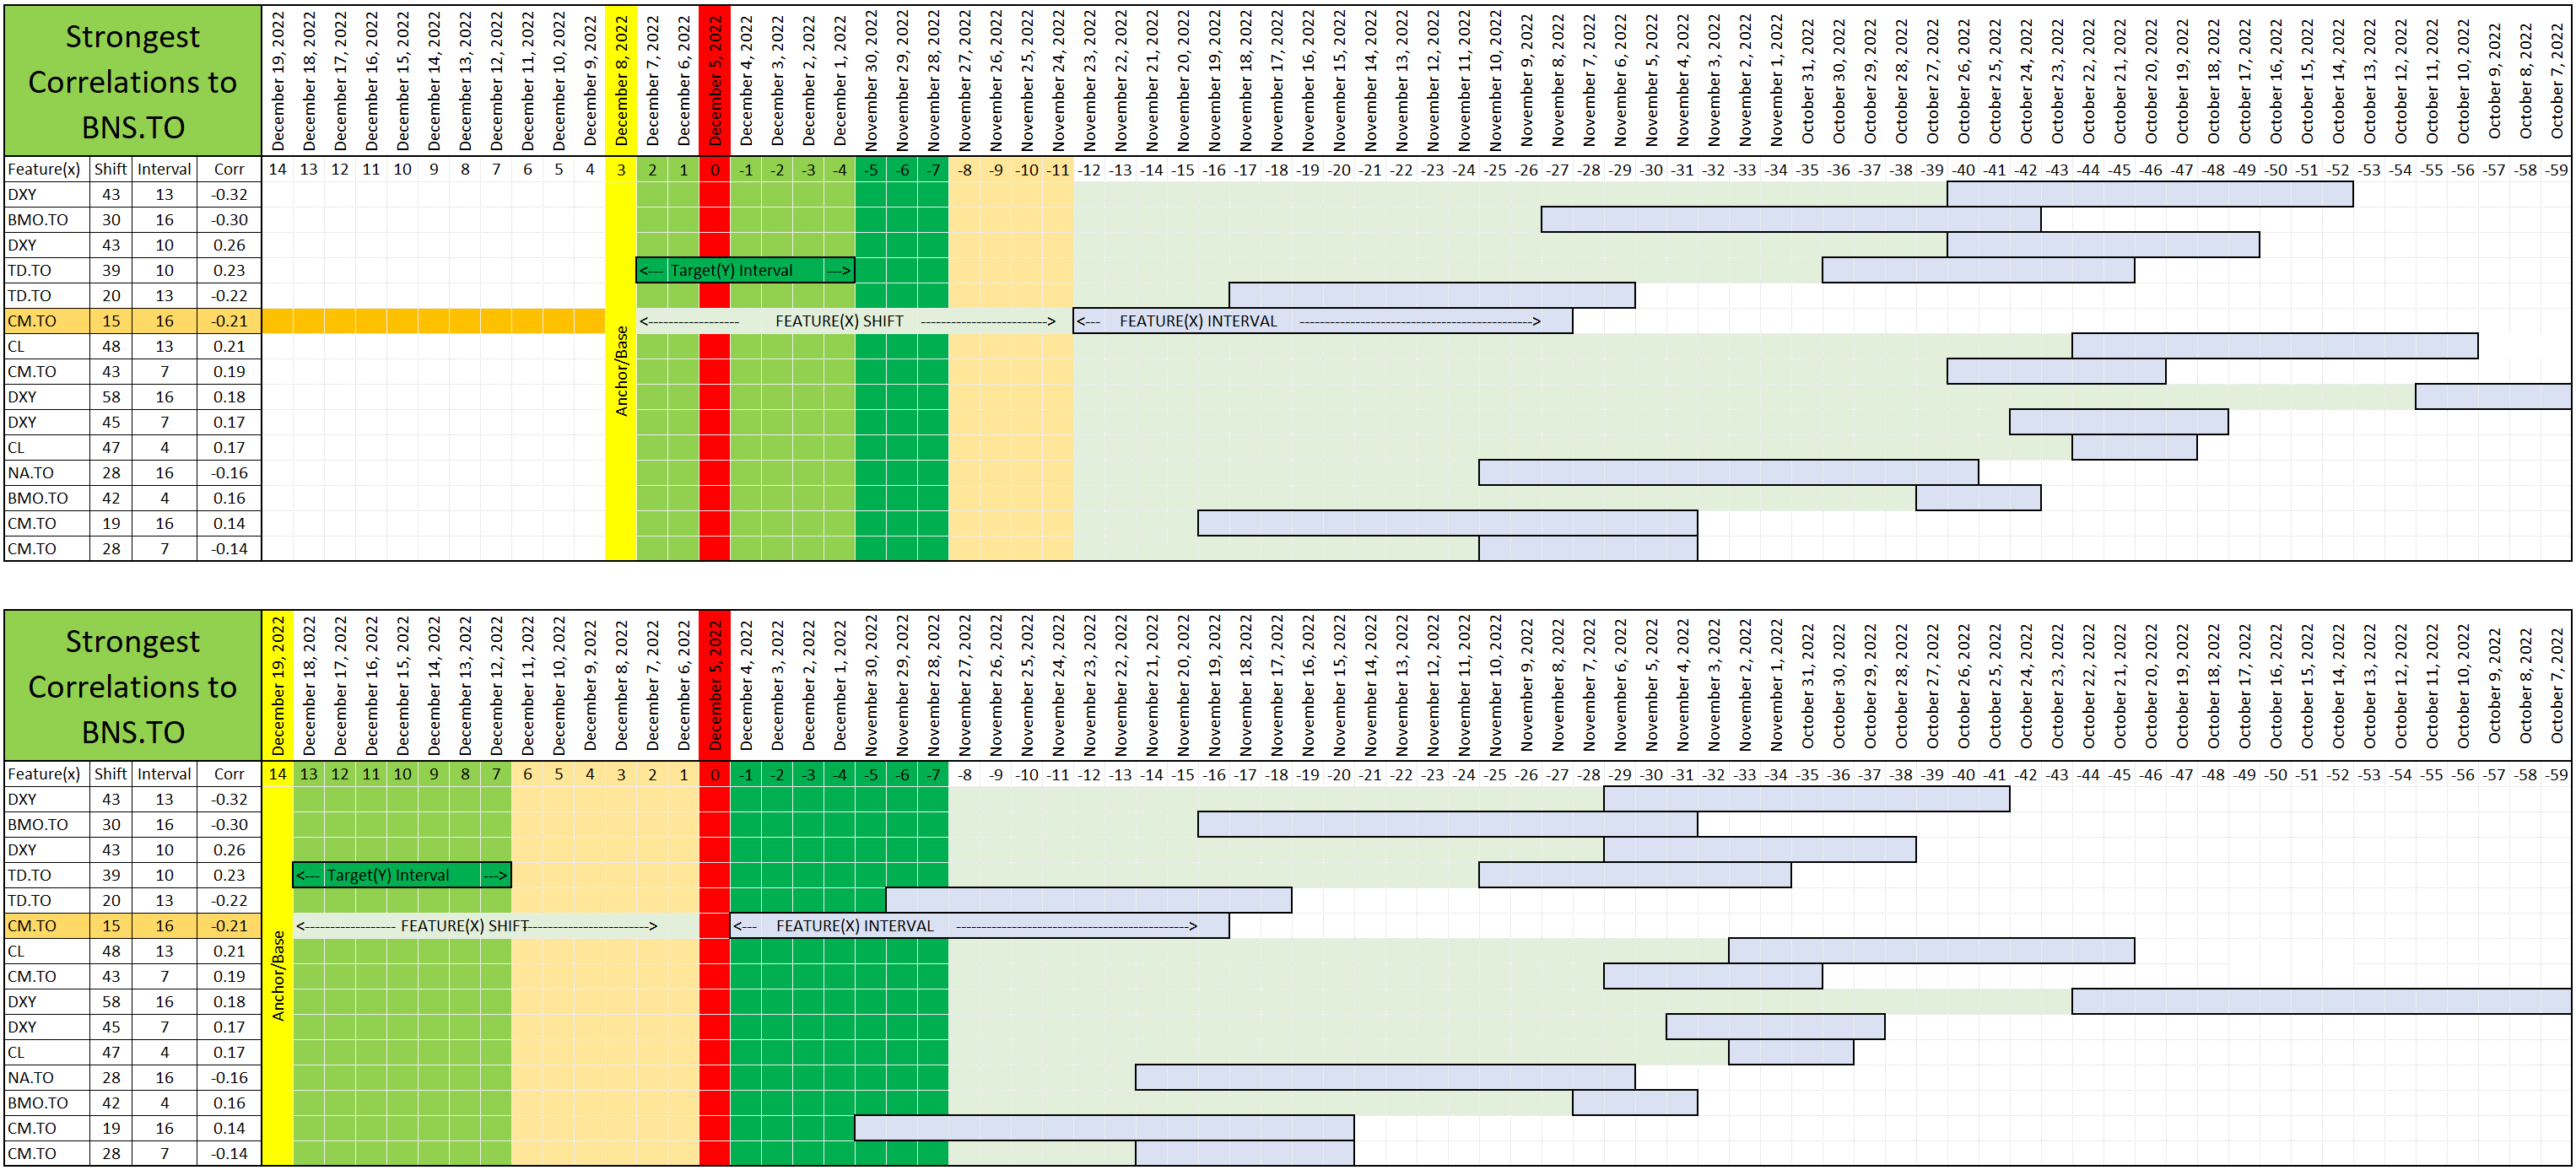 Strongest
Correlations to
BNS.TO
December 19, 2022
December 18, 2022
December 17, 2022
December 16, 2022
December 15, 2022
December 14, 2022
December 13, 2022
December 12, 2022
December 11, 2022
December 10, 2022
December 9, 2022
December 8, 2022
December 7, 2022
December 6, 2022
December 5, 2022
December 4, 2022
December 3, 2022
December 2, 2022
December 1, 2022
November 30, 2022
November 29, 2022
November 28, 2022
November 27, 2022
November 26, 2022
November 25, 2022
November 24, 2022
November 23, 2022
November 22, 2022
November 21, 2022
November 20, 2022
November 19, 2022
November 18, 2022
November 17, 2022
November 16, 2022
November 15, 2022
November 14, 2022
November 13, 2022
November 12, 2022
November 11, 2022
November 10, 2022
November 9, 2022
November 8, 2022
November 7, 2022
November 6, 2022
November 5, 2022
November 4, 2022
November 3, 2022
November 2, 2022
November 1, 2022
October 31, 2022
October 30, 2022
October 29, 2022
October 28, 2022
October 27, 2022
October 26, 2022
October 25, 2022
October 24, 2022
October 23, 2022
October 22, 2022
October 21, 2022
October 20, 2022
October 19, 2022
October 18, 2022
October 17, 2022
October 16, 2022
October 15, 2022
October 14, 2022
October 13, 2022
October 12, 2022
October 11, 2022
October 10, 2022
October 9, 2022
October 8, 2022
October 7, 2022
Feature(x) Shift Interval Corr 14 13 12 11 10 9 8 7 6 5 4 3 2 1 0 -1 -2 -3 -4 -5 -6 -7 -8 -9 -10 -11 -12 -13 -14 -15 -16 -17 -18 -19 -20 -21 -22 -23 -24 -25 -26 -27 -28 -29 -30 -31 -32 -33 -34 -35 -36 -37 -38 -39 -40 -41 -42 -43 -44 -45 -46 -47 -48 -49 -50 -51 -52 -53 -54 -55 -56 -57 -58 -59
DXY 43 13 -0.32
BMO.TO 30 16 -0.30
DXY 43 10 0.26
TD.TO 39 10 0.23 <--- Target(Y) Interval --->
TD.TO 20 13 -0.22
CM.TO 15 16 -0.21 <------------------ FEATURE(X) SHIFT -----------------------> <--- FEATURE(X) INTERVAL ------------------------------------------->
CL 48 13 0.21
CM.TO 43 7 0.19
DXY 58 16 0.18
DXY 45 7 0.17
CL 47 4 0.17
NA.TO 28 16 -0.16
BMO.TO 42 4 0.16
CM.TO 19 16 0.14
CM.TO 28 7 -0.14
Anchor/Base
Strongest
Correlations to
BNS.TO
December 19, 2022
December 18, 2022
December 17, 2022
December 16, 2022
December 15, 2022
December 14, 2022
December 13, 2022
December 12, 2022
December 11, 2022
December 10, 2022
December 9, 2022
December 8, 2022
December 7, 2022
December 6, 2022
December 5, 2022
December 4, 2022
December 3, 2022
December 2, 2022
December 1, 2022
November 30, 2022
November 29, 2022
November 28, 2022
November 27, 2022
November 26, 2022
November 25, 2022
November 24, 2022
November 23, 2022
November 22, 2022
November 21, 2022
November 20, 2022
November 19, 2022
November 18, 2022
November 17, 2022
November 16, 2022
November 15, 2022
November 14, 2022
November 13, 2022
November 12, 2022
November 11, 2022
November 10, 2022
November 9, 2022
November 8, 2022
November 7, 2022
November 6, 2022
November 5, 2022
November 4, 2022
November 3, 2022
November 2, 2022
November 1, 2022
October 31, 2022
October 30, 2022
October 29, 2022
October 28, 2022
October 27, 2022
October 26, 2022
October 25, 2022
October 24, 2022
October 23, 2022
October 22, 2022
October 21, 2022
October 20, 2022
October 19, 2022
October 18, 2022
October 17, 2022
October 16, 2022
October 15, 2022
October 14, 2022
October 13, 2022
October 12, 2022
October 11, 2022
October 10, 2022
October 9, 2022
October 8, 2022
October 7, 2022
Feature(x) Shift Interval Corr 14 13 12 11 10 9 8 7 6 5 4 3 2 1 0 -1 -2 -3 -4 -5 -6 -7 -8 -9 -10 -11 -12 -13 -14 -15 -16 -17 -18 -19 -20 -21 -22 -23 -24 -25 -26 -27 -28 -29 -30 -31 -32 -33 -34 -35 -36 -37 -38 -39 -40 -41 -42 -43 -44 -45 -46 -47 -48 -49 -50 -51 -52 -53 -54 -55 -56 -57 -58 -59
DXY 43 13 -0.32
BMO.TO 30 16 -0.30
DXY 43 10 0.26
TD.TO 39 10 0.23 <--- Target(Y) Interval --->
TD.TO 20 13 -0.22
CM.TO 15 16 -0.21 <----------------- FEATURE(X) SHIFT-----------------------> <--- FEATURE(X) INTERVAL ------------------------------------------->
CL 48 13 0.21
CM.TO 43 7 0.19
DXY 58 16 0.18
DXY 45 7 0.17
CL 47 4 0.17
NA.TO 28 16 -0.16
BMO.TO 42 4 0.16
CM.TO 19 16 0.14
CM.TO 28 7 -0.14
Anchor/Base